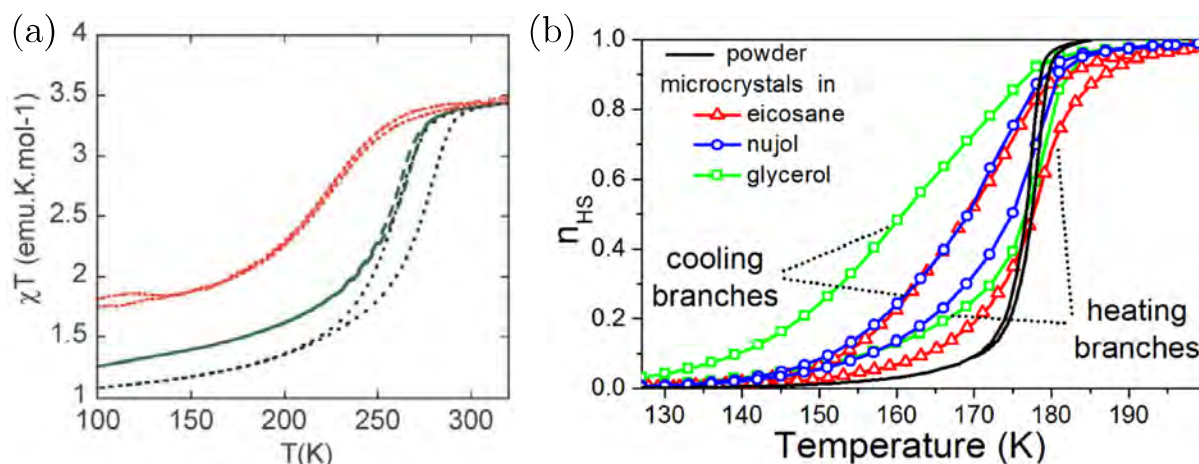 (a)
4
3.5
3
2.5
2
1.5
1
χT (emu.K.mol-1)
100 150 200 250 300
T(K)
(b)
1.0
0.8
0.6
0.4
0.2
0.0
nHS
powder
microcrystals in
eicosane
nujol
glycerol
cooling
branches
heating
branches
130 140 150 160 170 180 190
Temperature (K)